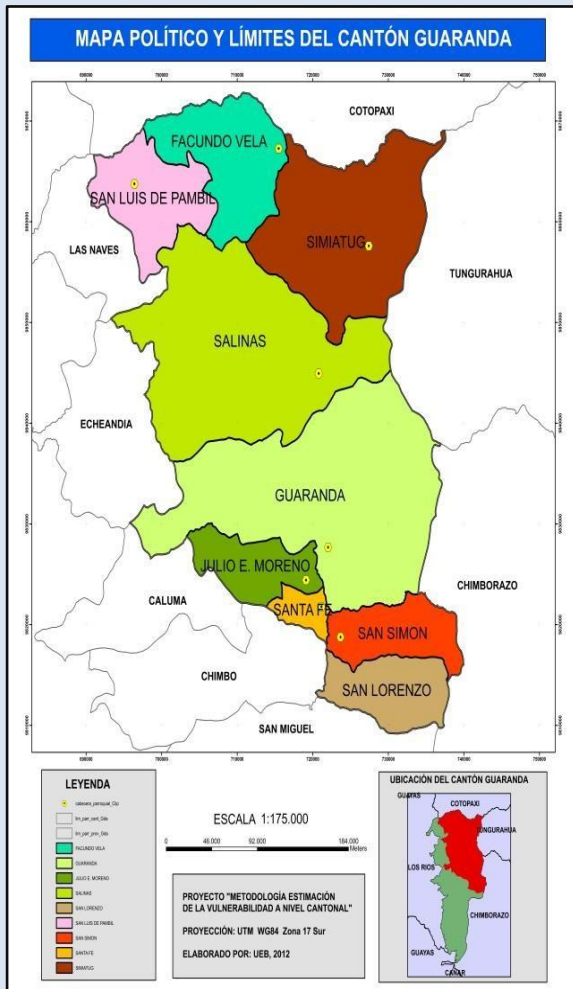 MAPA POLÍTICO Y LÍMITES DEL CANTÓN GUARANDA
COTOPAXI
FACUNDO VELA
SAN LUIS DE PAMBIL
SIMIATUG
LAS NAVES
TUNGURAHUA
SALINAS
ECHEANDIA
GUARANDA
JULIO E. MORENO
CHIMBORAZO
CALUMA
SANTA FE
SAN SIMON
CHIMBO
SAN LORENZO
SAN MIGUEL
LEYENDA
FACUNDO VELA
GUARANDA
JULIO E. MORENO
SALINAS
SAN LORENZO
SAN LUIS DE PAMBIL
SAN SIMON
SANTA FE
SIMIATUG
ESCALA 1:175.000
0 46.000 92.000 184.000
Meters
PROYECTO "METODOLOGÍA ESTIMACIÓN
DE LA VULNERABILIDAD A NIVEL CANTONAL"
PROYECCIÓN: UTM WG84 Zona 17 Sur
ELABORADO POR: UEB, 2012
UBICACIÓN DEL CANTÓN GUARANDA
GUAYAS
COTOPAXI
TUNGURAHUA
LOS RIOS
CHIMBORAZO
GUAYAS
CAÑAR